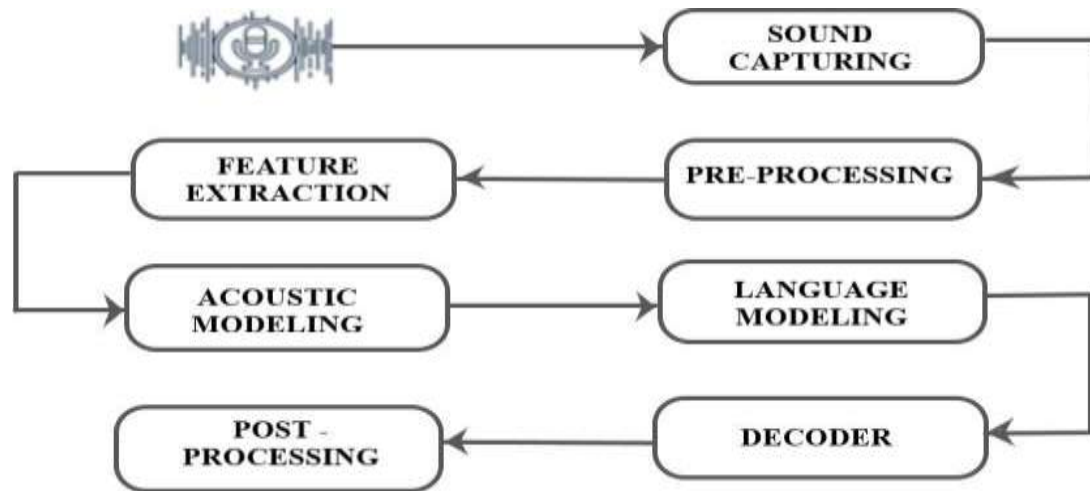 SOUND
CAPTURING
PRE-PROCESSING
FEATURE
EXTRACTION
ACOUSTIC
MODELING
LANGUAGE
MODELING
DECODER
POST -
PROCESSING